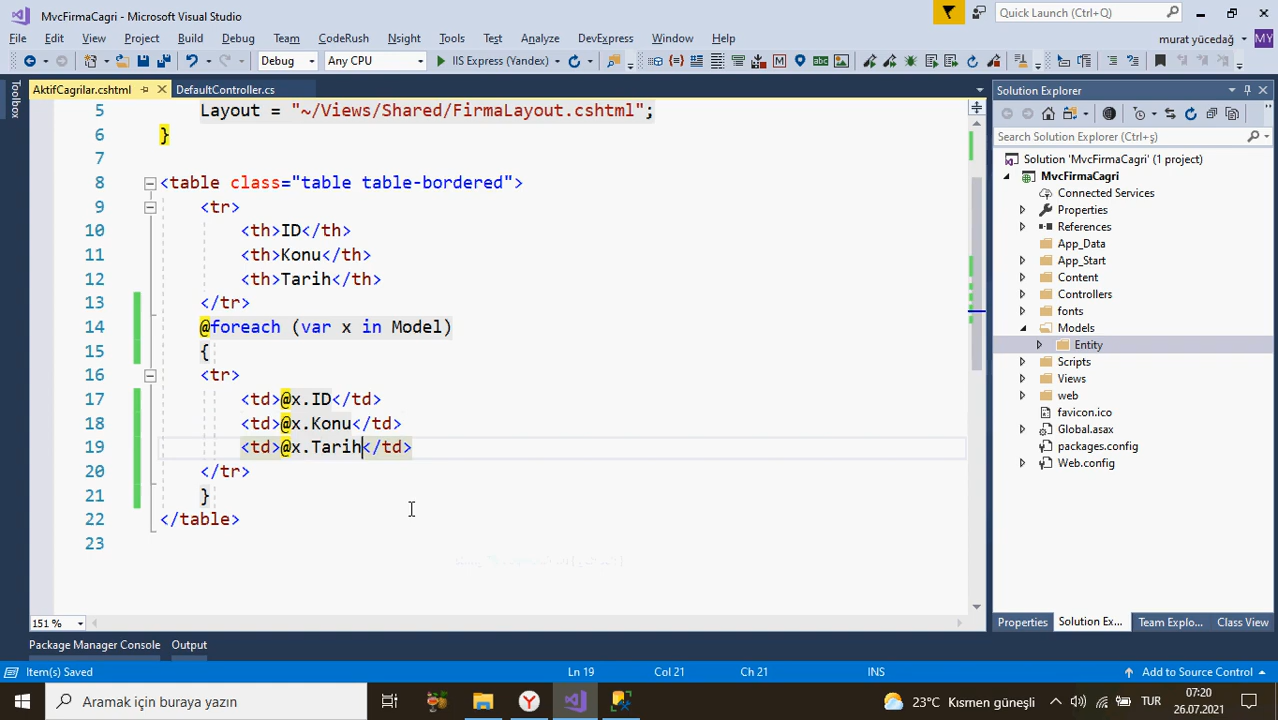 MvcFirmaCagri - Microsoft Visual Studio
Quick Launch (Ctrl+Q)
File Edit View Project Build Debug Team CodeRush Nsight Tools Test Analyze DevExpress Window Help
murat yücedağ
MY
Debug Any CPU IIS Express (Yandex)
Toolbox
AktifCagrilar.cshtml DefaultController.cs
5 Layout = "~/Views/Shared/FirmaLayout.cshtml";
6 }
7
8 <table class="table table-bordered">
9 <tr>
10 <th>ID</th>
11 <th>Konu</th>
12 <th>Tarih</th>
13 </tr>
14 @foreach (var x in Model)
15 {
16 <tr>
17 <td>@x.ID</td>
18 <td>@x.Konu</td>
19 <td>@x.Tarih</td>
20 </tr>
21 }
22 </table>
23
151 %
Solution Explorer
Search Solution Explorer (Ctrl+ş)
Solution 'MvcFirmaCagri' (1 project)
MvcFirmaCagri
Connected Services
Properties
References
App_Data
App_Start
Content
Controllers
fonts
Models
Entity
Scripts
Views
web
favicon.ico
Global.asax
packages.config
Web.config
Properties Solution Ex... Team Explo... Class View
Package Manager Console Output
Item(s) Saved Ln 19 Col 21 Ch 21 INS Add to Source Control
Aramak için buraya yazın
23°C Kısmen güneşli
TUR
07:20
26.07.2021